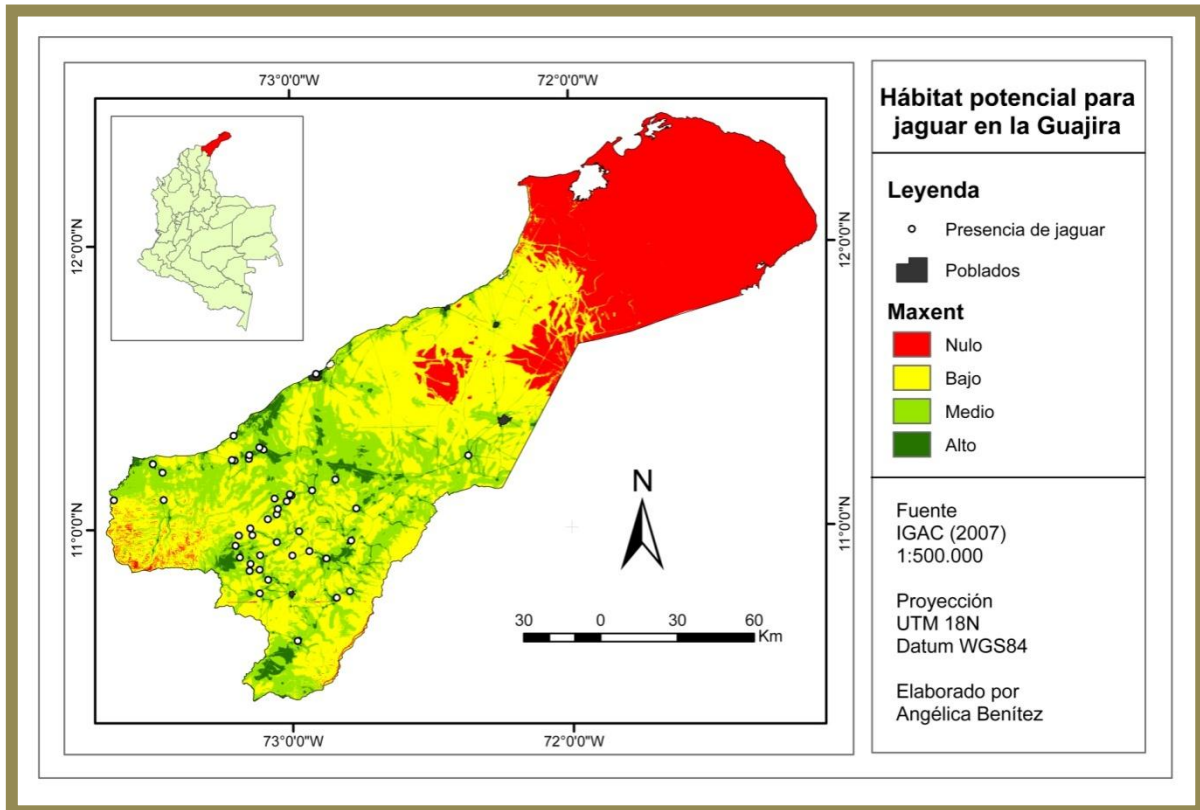 73°0'0"W
72°0'0"W
12°0'0"N
12°0'0"N
11°0'0"N
11°0'0"N
N
30
0
30
60
Km
73°0'0"W
72°0'0"W
Hábitat potencial para
jaguar en la Guajira
Leyenda
Presencia de jaguar
Poblados
Maxent
Nulo
Bajo
Medio
Alto
Fuente
IGAC (2007)
1:500.000
Proyección
UTM 18N
Datum WGS84
Elaborado por
Angélica Benítez